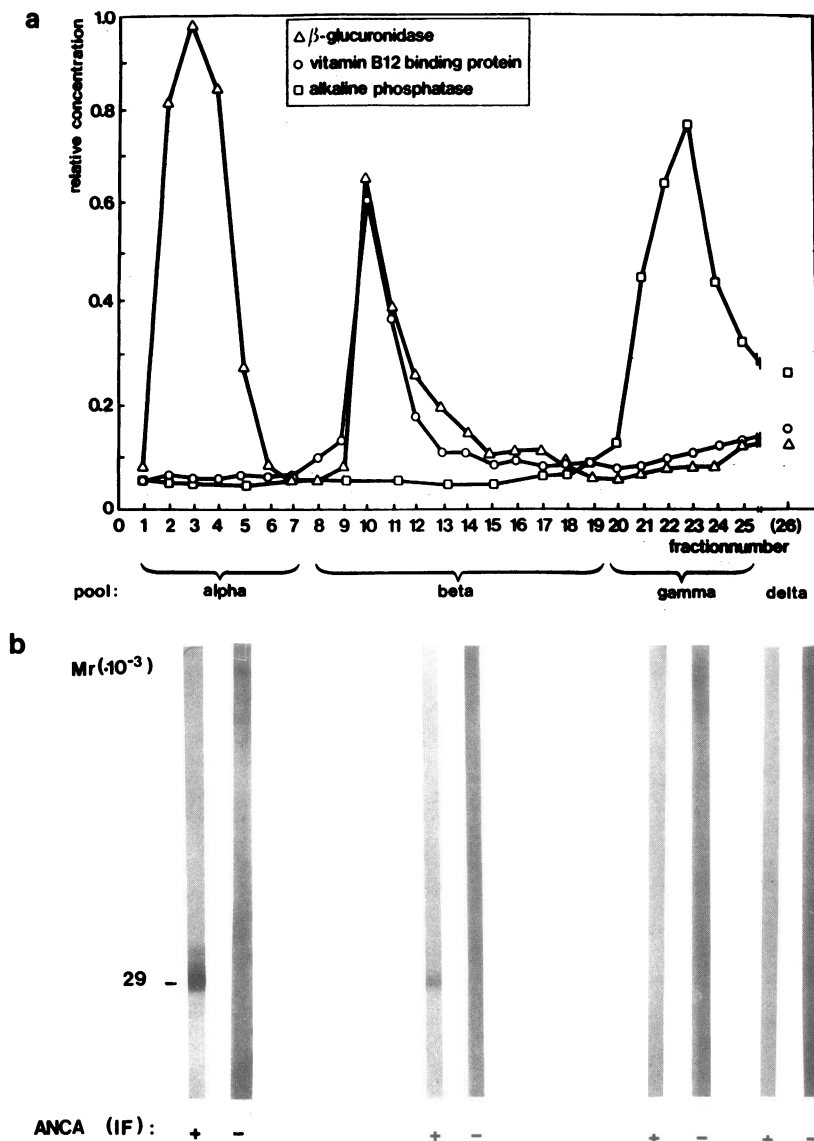 a
relative concentration
1.0
0.8
0.6
0.4
0.2
0
△ β-glucuronidase
○ vitamin B12 binding protein
□ alkaline phosphatase
0 1 2 3 4 5 6 7 8 9 10 11 12 13 14 15 16 17 18 19 20 21 22 23 24 25 (26)
fractionnumber
pool: alpha beta gamma delta
b
Mr(·10⁻³)
29 –
ANCA (IF): + – + – + – + –